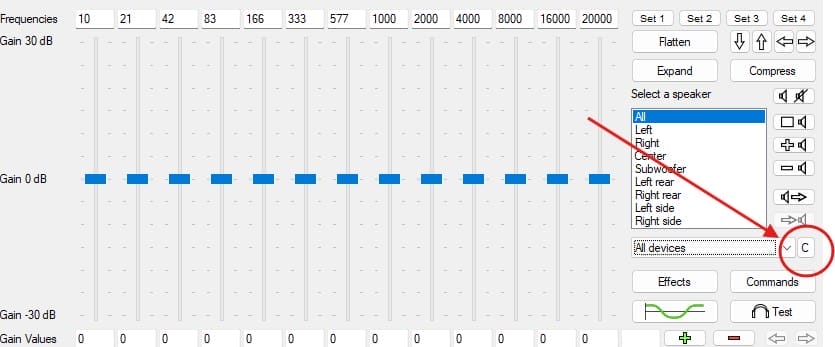 Frequencies 10 21 42 83 166 333 577 1000 2000 4000 8000 16000 20000 Set 1 Set 2 Set 3 Set 4
Gain 30 dB Flatten
Expand Compress
Select a speaker
All
Left
Right
Center
Gain 0 dB Subwoofer
Left rear
Right rear
Left side
Right side
All devices C
Effects Commands
Gain -30 dB Test
Gain Values 0 0 0 0 0 0 0 0 0 0 0 0 0